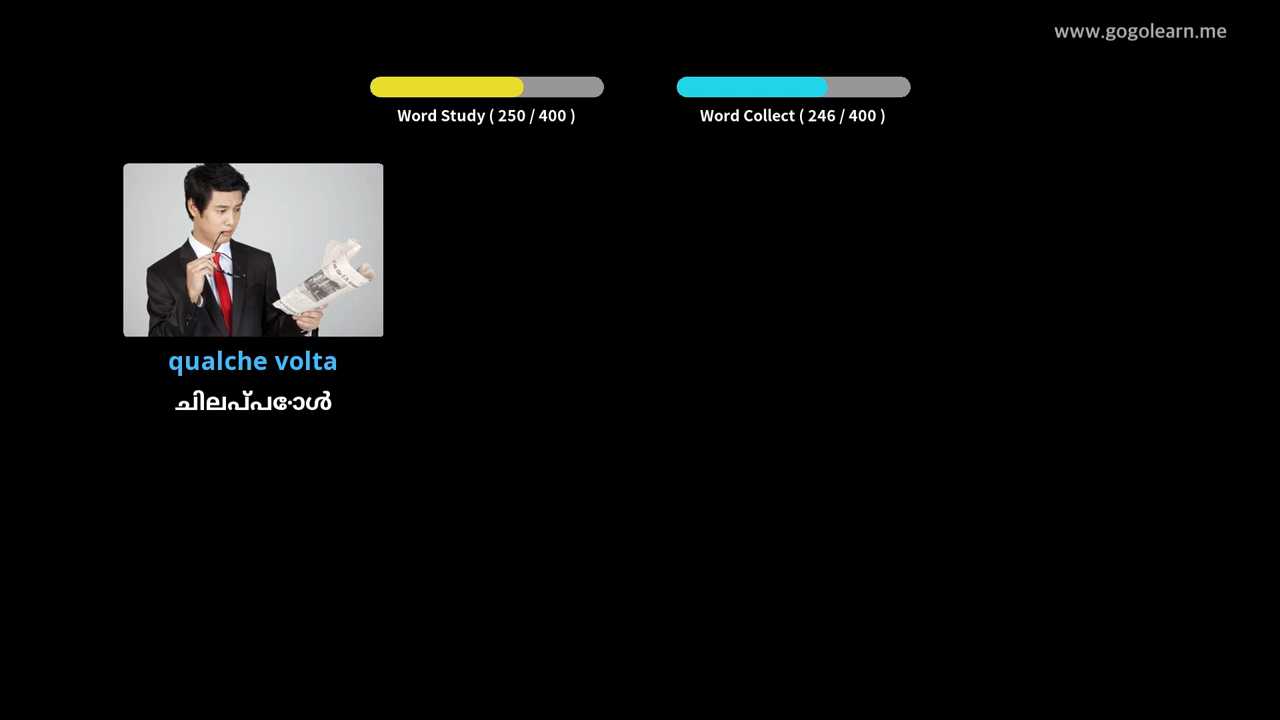 www.gogolearn.me
Word Study ( 250 / 400 )
Word Collect ( 246 / 400 )
qualche volta
ചിലപ്പോൾ